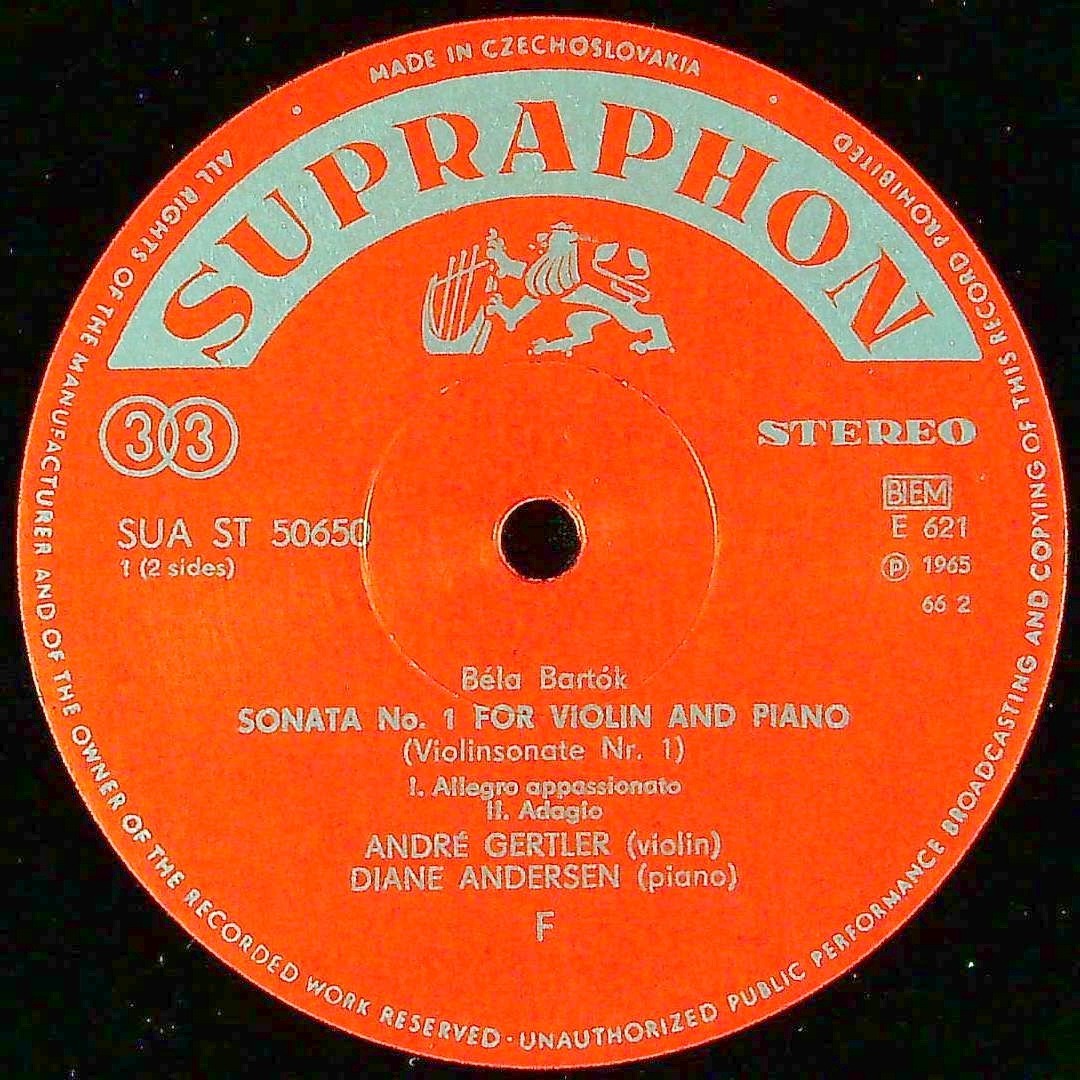 MADE IN CZECHOSLOVAKIA
SUPRAPHON
33
STEREO
SUA ST 50650
1 (2 sides)
BIEM
E 621
℗ 1965
66 2
Béla Bartók
SONATA No. 1 FOR VIOLIN AND PIANO
(Violinsonate Nr. 1)
I. Allegro appassionato
II. Adagio
ANDRÉ GERTLER (violin)
DIANE ANDERSEN (piano)
F
ALL RIGHTS OF THE MANUFACTURER AND OF THE OWNER OF THE RECORDED WORK RESERVED · UNAUTHORIZED PUBLIC PERFORMANCE BROADCASTING AND COPYING OF THIS RECORD PROHIBITED